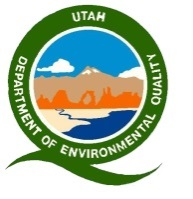 UTAH
DEPARTMENT OF ENVIRONMENTAL QUALITY